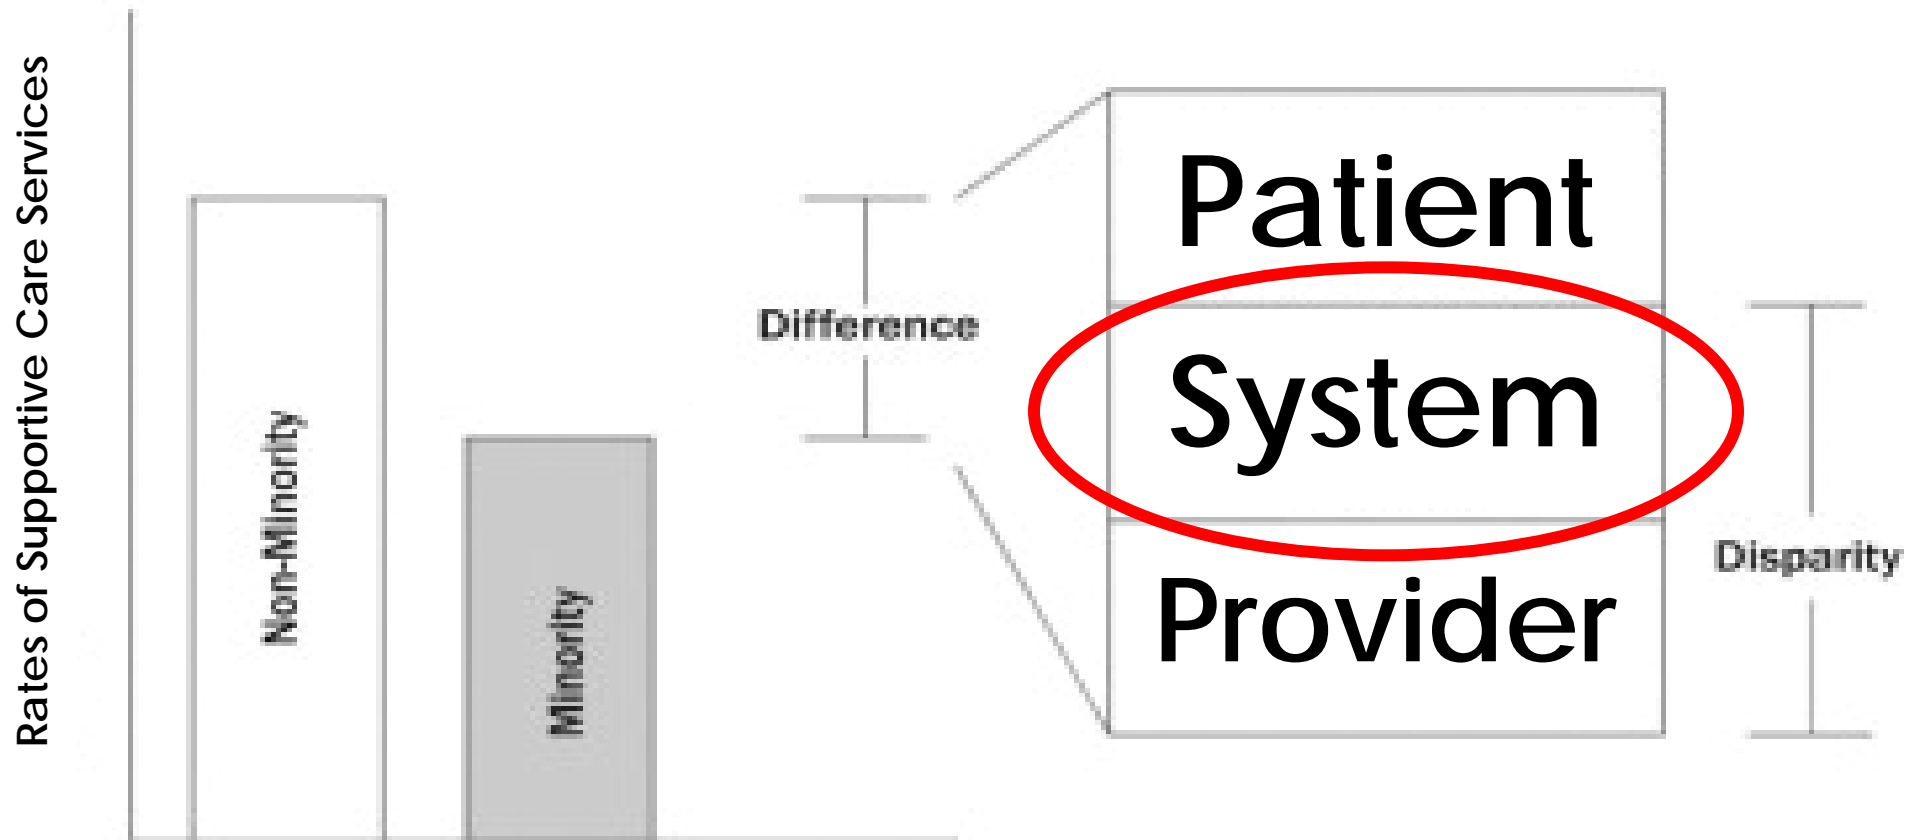 Rates of Supportive Care Services
Non-Minority
Minority
Difference
Patient
System
Provider
Disparity